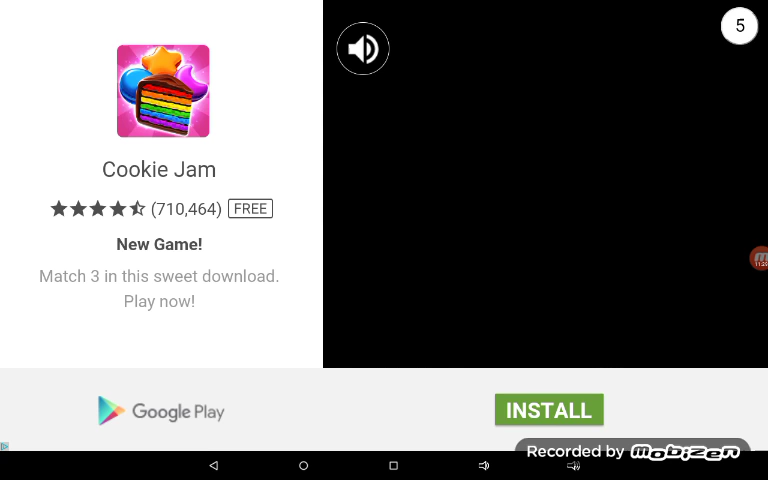 5
Cookie Jam
(710,464) FREE
New Game!
Match 3 in this sweet download.
Play now!
Google Play
INSTALL
Recorded by mobizen